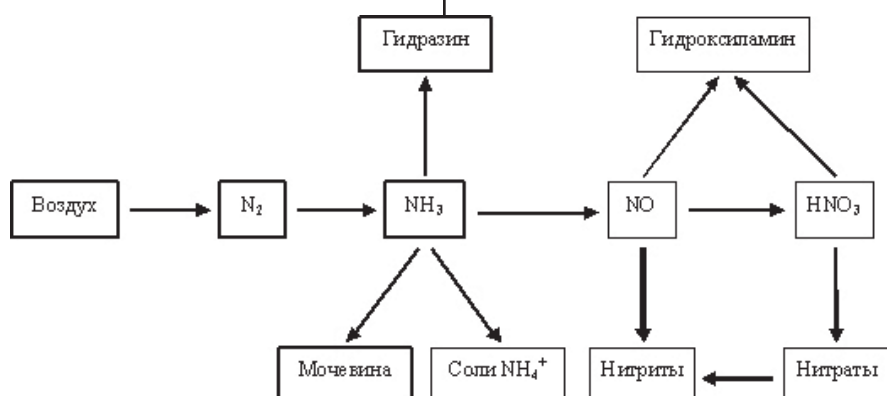 Гидразин
Гидроксиламин
Воздух
N₂
NH₃
NO
HNO₃
Мочевина
Соли NH₄⁺
Нитриты
Нитраты